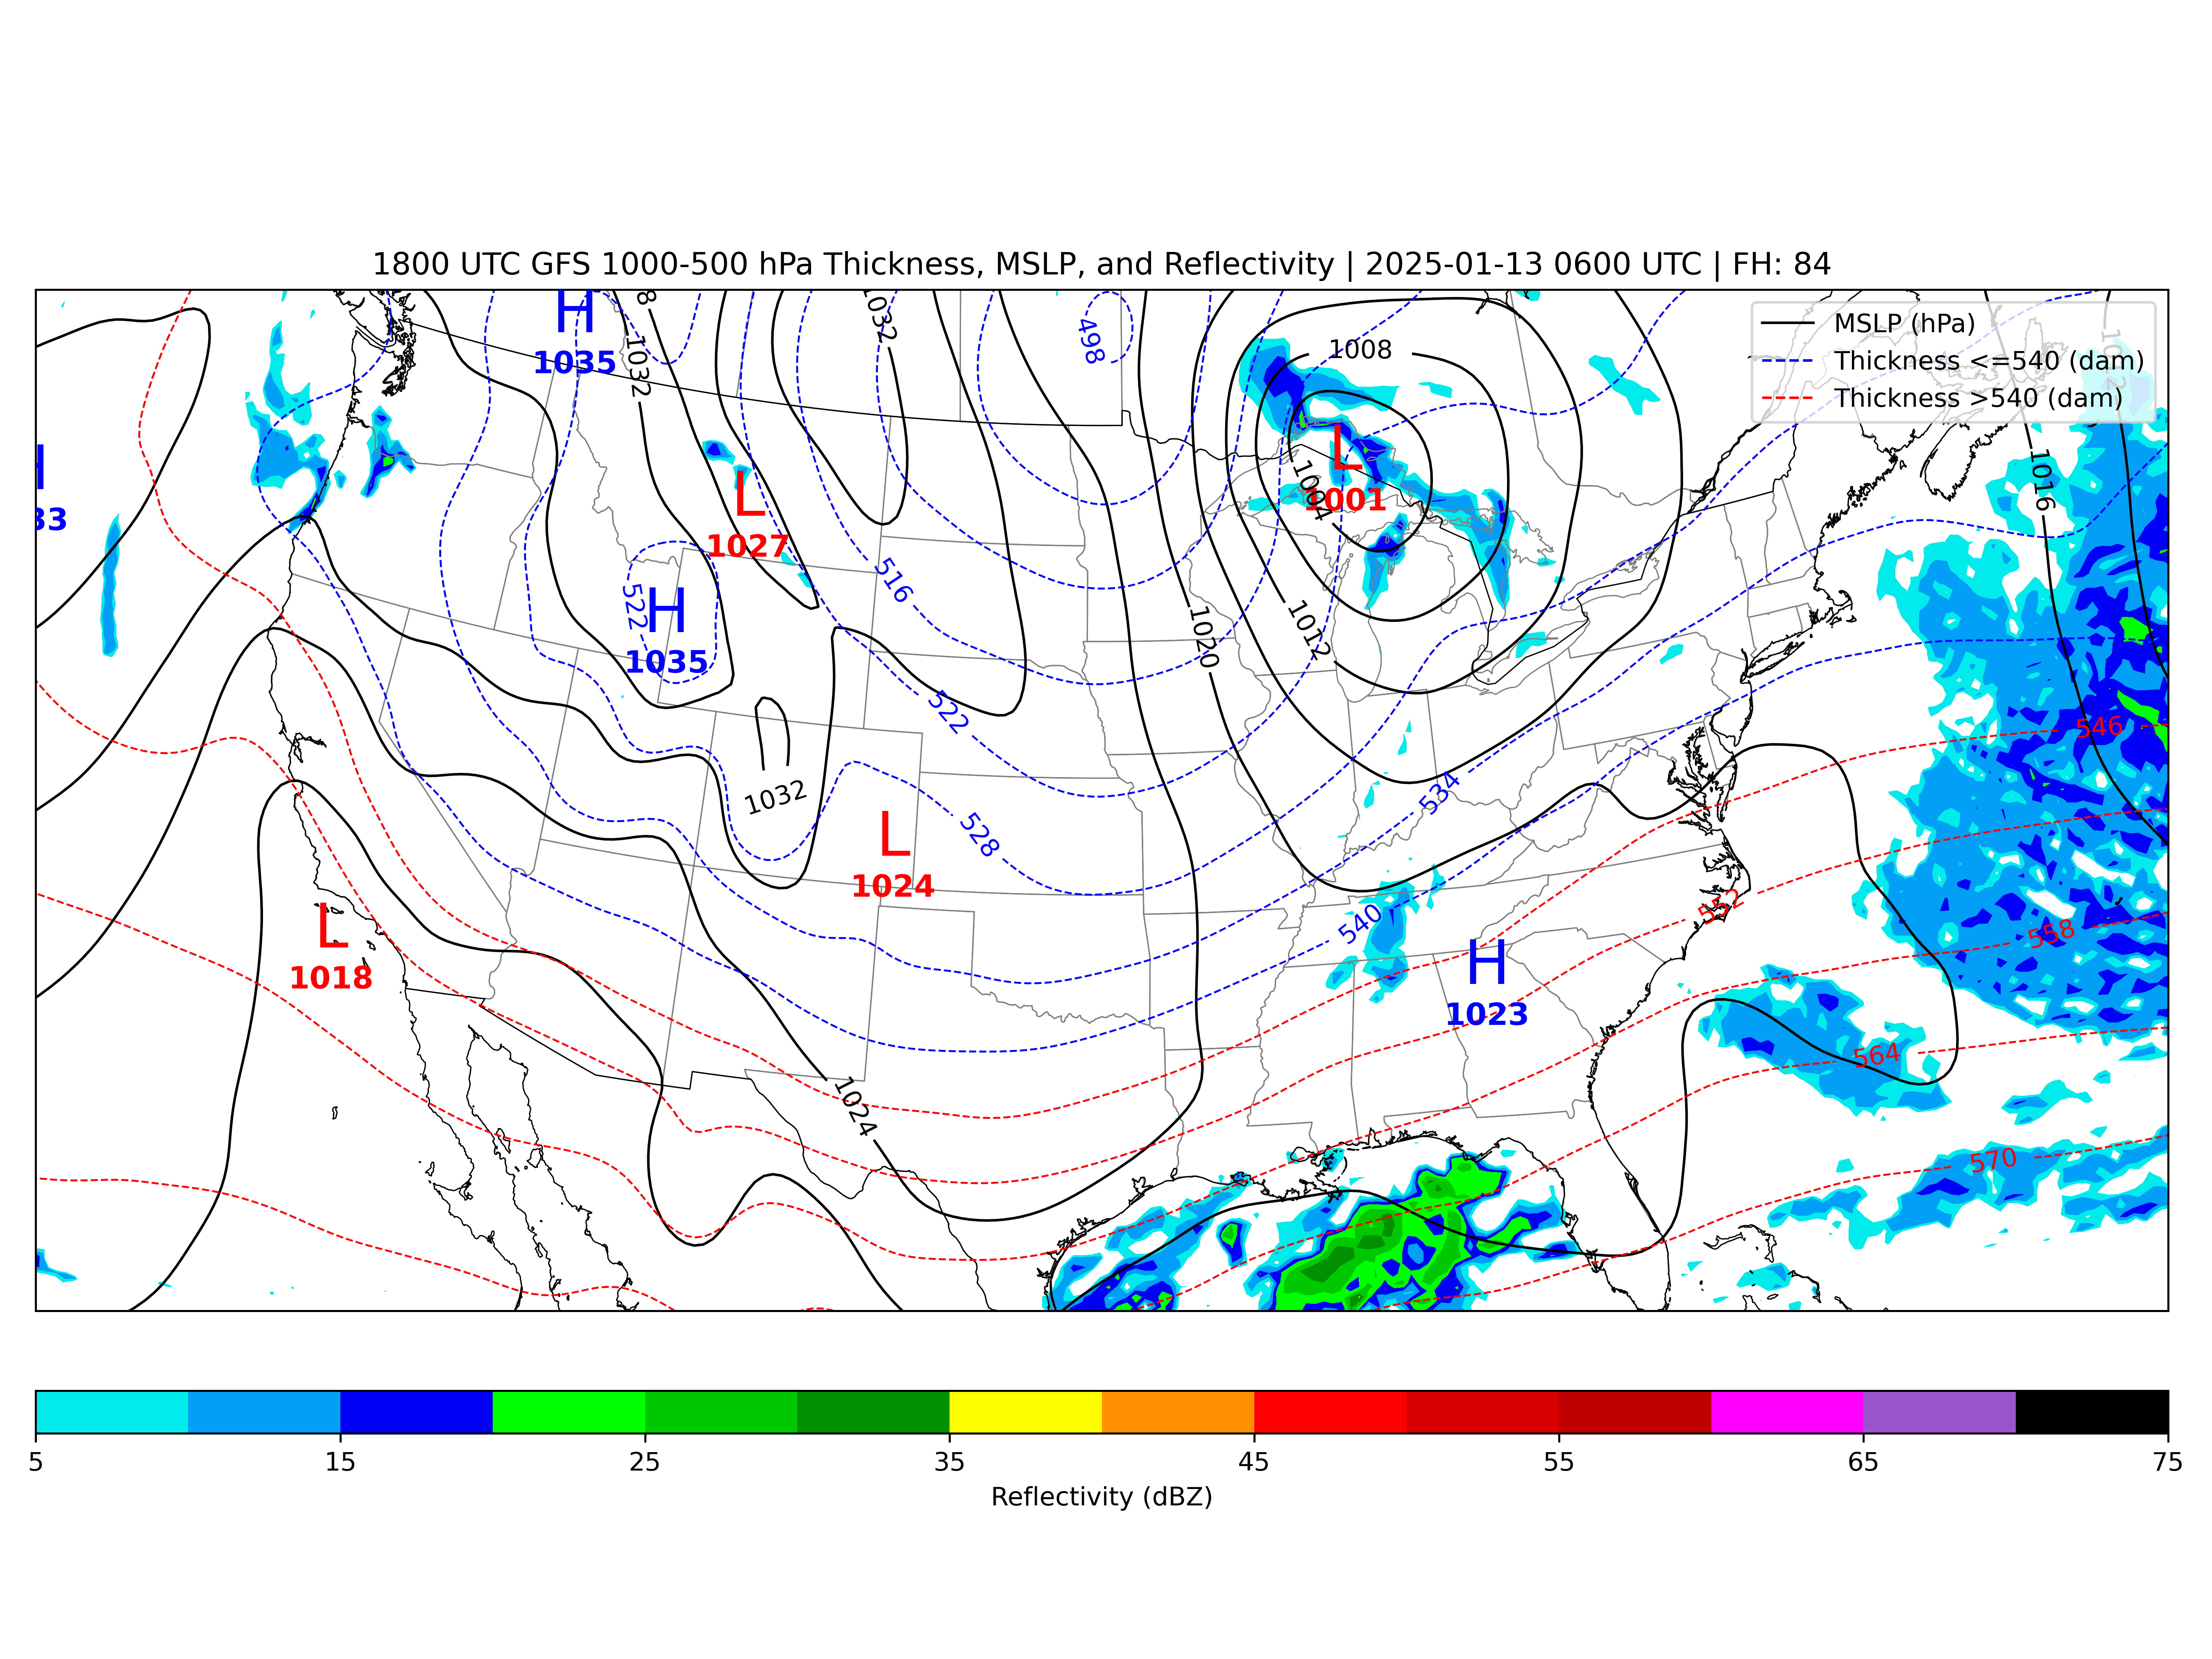 1800 UTC GFS 1000-500 hPa Thickness, MSLP, and Reflectivity | 2025-01-13 0600 UTC | FH: 84
MSLP (hPa)
Thickness <=540 (dam)
Thickness >540 (dam)
H
1035
8
1032
1032
498
1008
L
1001
1004
1016
H
33
L
1027
516
522
H
1035
1020
1012
522
546
1032
534
L
1024
528
552
540
558
L
1018
H
1023
564
1024
570
5
15
25
35
45
55
65
75
Reflectivity (dBZ)